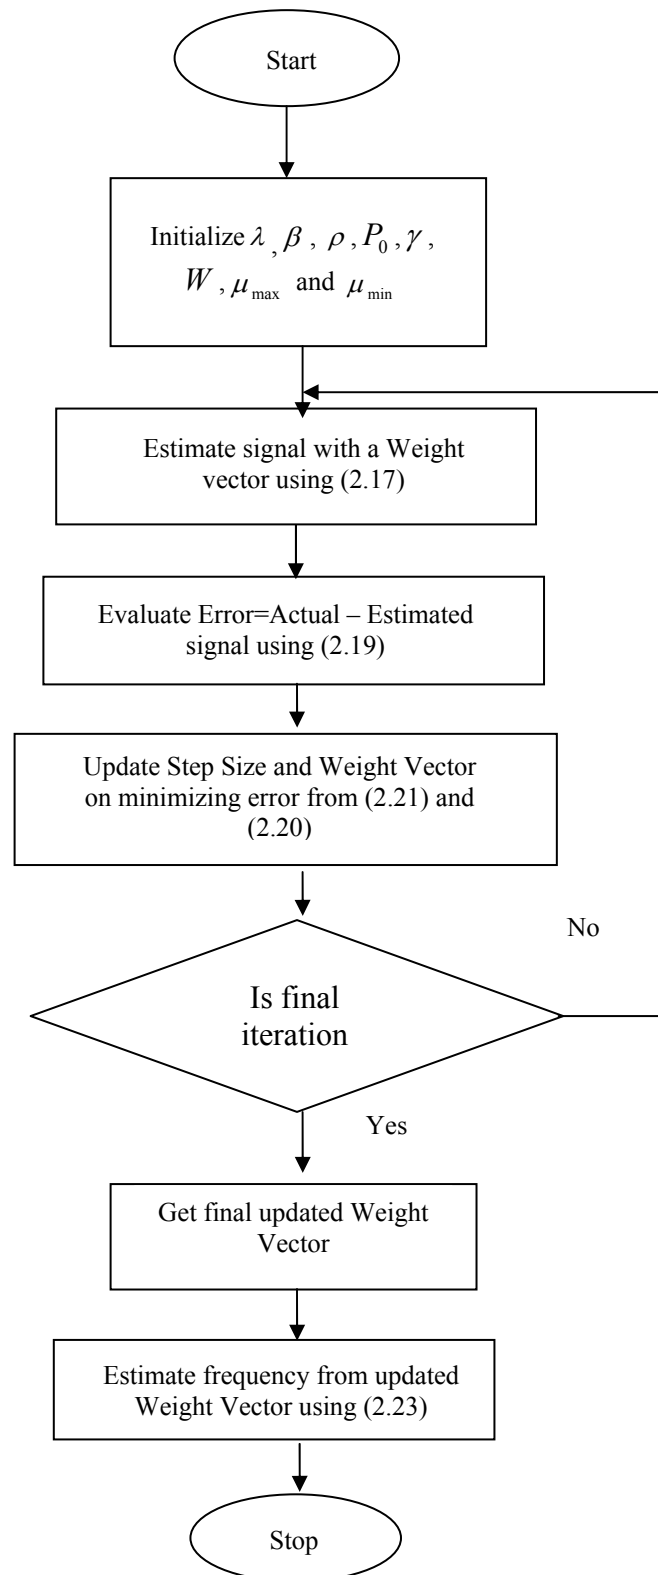 Start
Initialize λ , β , ρ , P₀ , γ ,
W , μ_max and μ_min
Estimate signal with a Weight
vector using (2.17)
Evaluate Error=Actual – Estimated
signal using (2.19)
Update Step Size and Weight Vector
on minimizing error from (2.21) and
(2.20)
No
Is final
iteration
Yes
Get final updated Weight
Vector
Estimate frequency from updated
Weight Vector using (2.23)
Stop